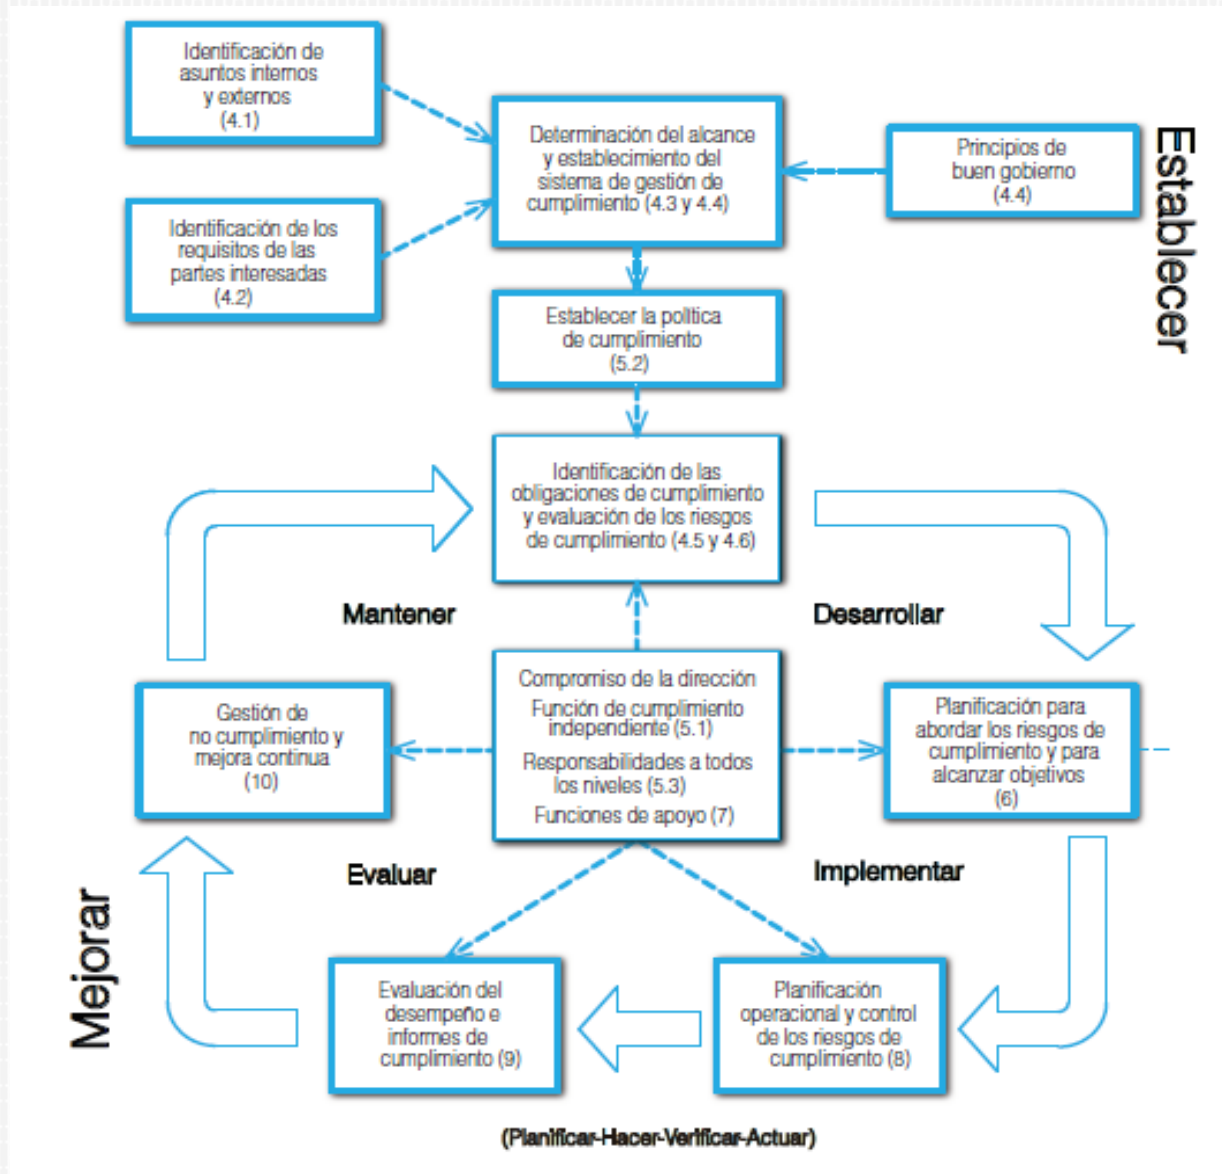 Identificación de
asuntos internos
y externos
(4.1)
Determinación del alcance
y establecimiento del
sistema de gestión de
cumplimiento (4.3 y 4.4)
Principios de
buen gobierno
(4.4)
Establecer
Identificación de los
requisitos de las
partes interesadas
(4.2)
Establecer la política
de cumplimiento
(5.2)
Identificación de las
obligaciones de cumplimiento
y evaluación de los riesgos
de cumplimiento (4.5 y 4.6)
Mantener
Desarrollar
Compromiso de la dirección
Función de cumplimiento
independiente (5.1)
Responsabilidades a todos
los niveles (5.3)
Funciones de apoyo (7)
Gestión de
no cumplimiento y
mejora continua
(10)
Planificación para
abordar los riesgos de
cumplimiento y para
alcanzar objetivos
(6)
Evaluar
Implementar
Mejorar
Evaluación del
desempeño e
informes de
cumplimiento (9)
Planificación
operacional y control
de los riesgos de
cumplimiento (8)
(Planificar-Hacer-Verificar-Actuar)